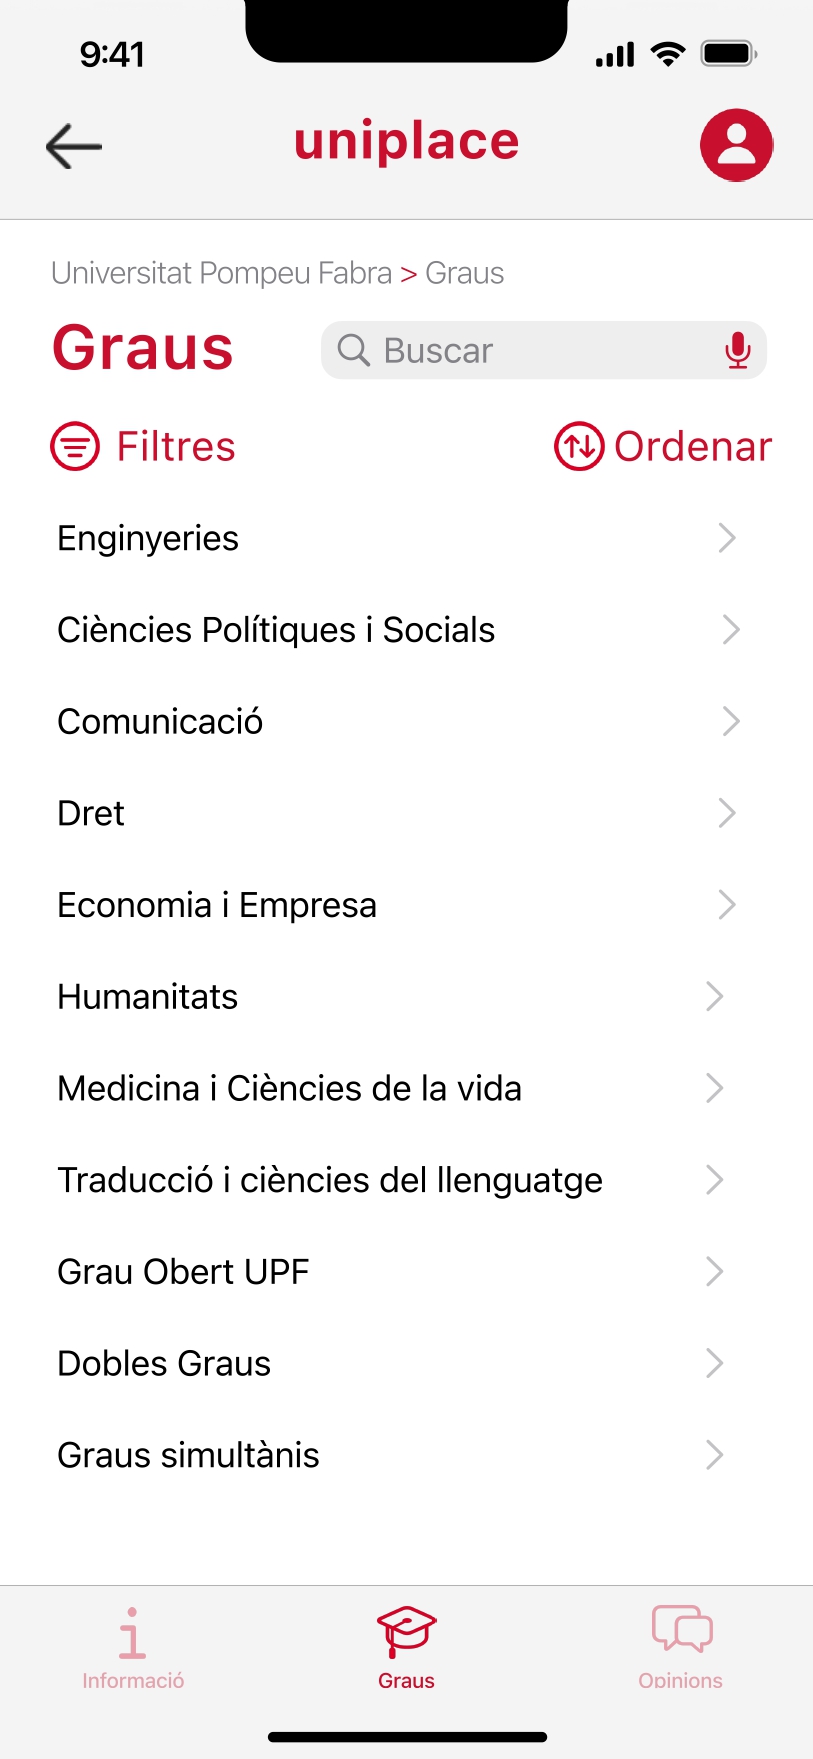 9:41
uniplace
Universitat Pompeu Fabra > Graus
Graus
Buscar
Filtres
Ordenar
Enginyeries
Ciències Polítiques i Socials
Comunicació
Dret
Economia i Empresa
Humanitats
Medicina i Ciències de la vida
Traducció i ciències del llenguatge
Grau Obert UPF
Dobles Graus
Graus simultànis
Informació
Graus
Opinions